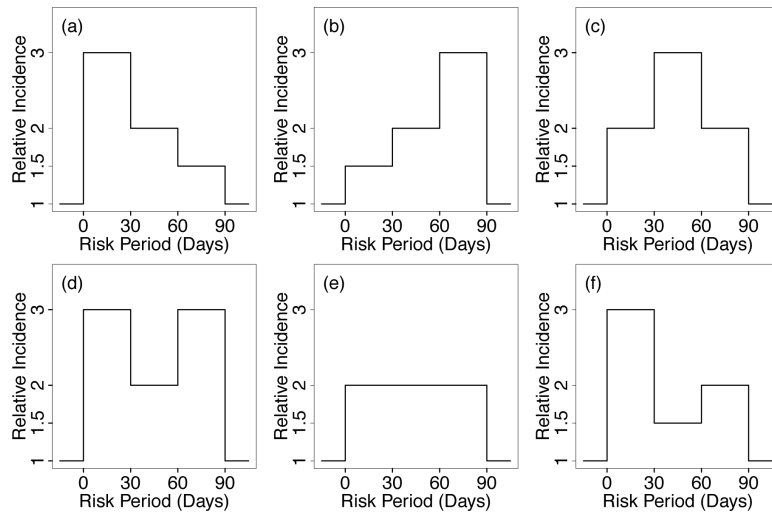 (a)
Relative Incidence
3
2
1.5
1
0 30 60 90
Risk Period (Days)
(b)
Relative Incidence
3
2
1.5
1
0 30 60 90
Risk Period (Days)
(c)
Relative Incidence
3
2
1.5
1
0 30 60 90
Risk Period (Days)
(d)
Relative Incidence
3
2
1.5
1
0 30 60 90
Risk Period (Days)
(e)
Relative Incidence
3
2
1.5
1
0 30 60 90
Risk Period (Days)
(f)
Relative Incidence
3
2
1.5
1
0 30 60 90
Risk Period (Days)